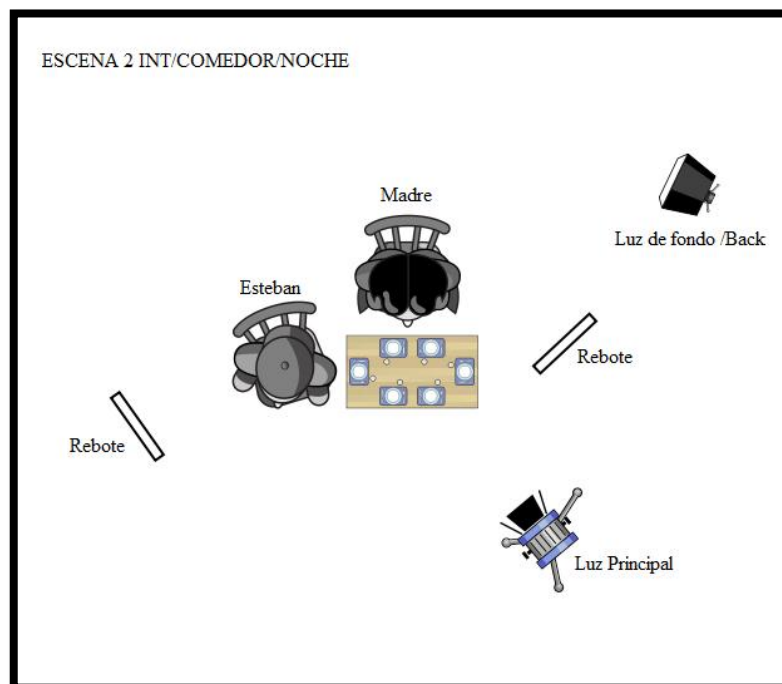 ESCENA 2 INT/COMEDOR/NOCHE
Madre
Luz de fondo /Back
Esteban
Rebote
Rebote
Luz Principal